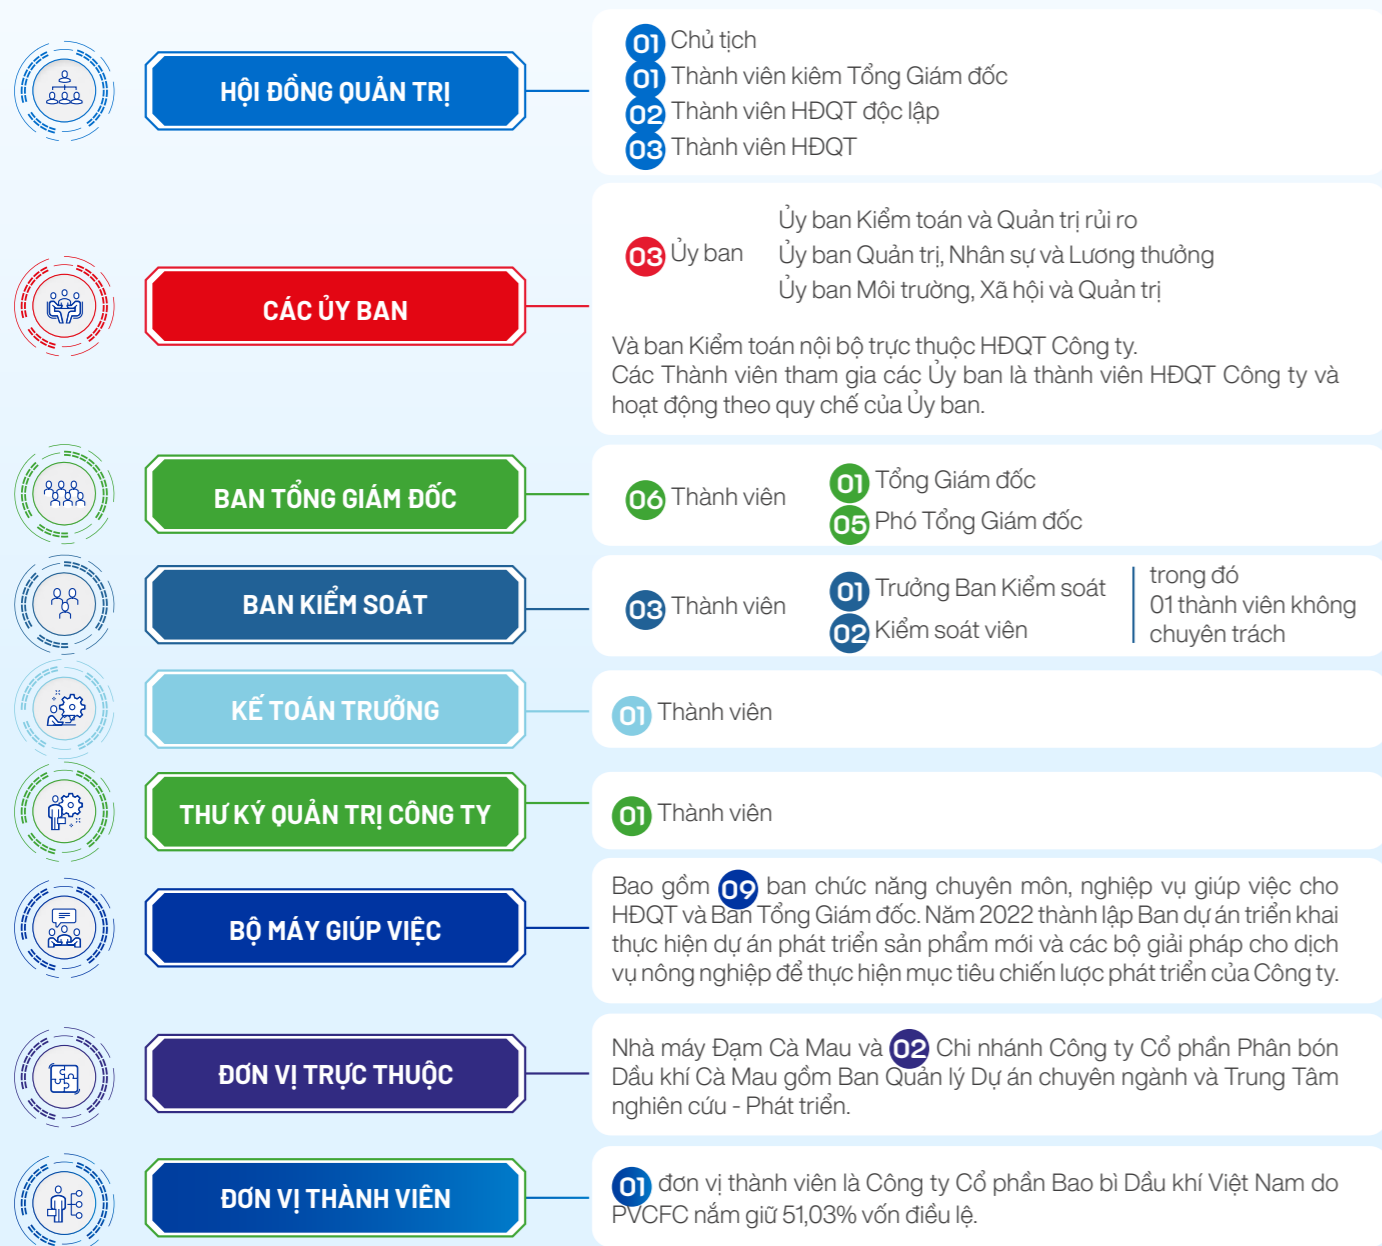 HỘI ĐỒNG QUẢN TRỊ
01 Chủ tịch
01 Thành viên kiêm Tổng Giám đốc
02 Thành viên HĐQT độc lập
03 Thành viên HĐQT
CÁC ỦY BAN
03 Ủy ban
Ủy ban Kiểm toán và Quản trị rủi ro
Ủy ban Quản trị, Nhân sự và Lương thưởng
Ủy ban Môi trường, Xã hội và Quản trị
Và ban Kiểm toán nội bộ trực thuộc HĐQT Công ty.
Các Thành viên tham gia các Ủy ban là thành viên HĐQT Công ty và
hoạt động theo quy chế của Ủy ban.
BAN TỔNG GIÁM ĐỐC
06 Thành viên
01 Tổng Giám đốc
05 Phó Tổng Giám đốc
BAN KIỂM SOÁT
03 Thành viên
01 Trưởng Ban Kiểm soát
02 Kiểm soát viên
trong đó
01 thành viên không
chuyên trách
KẾ TOÁN TRƯỞNG
01 Thành viên
THƯ KÝ QUẢN TRỊ CÔNG TY
01 Thành viên
BỘ MÁY GIÚP VIỆC
Bao gồm 09 ban chức năng chuyên môn, nghiệp vụ giúp việc cho
HĐQT và Ban Tổng Giám đốc. Năm 2022 thành lập Ban dự án triển khai
thực hiện dự án phát triển sản phẩm mới và các bộ giải pháp cho dịch
vụ nông nghiệp để thực hiện mục tiêu chiến lược phát triển của Công ty.
ĐƠN VỊ TRỰC THUỘC
Nhà máy Đạm Cà Mau và 02 Chi nhánh Công ty Cổ phần Phân bón
Dầu khí Cà Mau gồm Ban Quản lý Dự án chuyên ngành và Trung Tâm
nghiên cứu - Phát triển.
ĐƠN VỊ THÀNH VIÊN
01 đơn vị thành viên là Công ty Cổ phần Bao bì Dầu khí Việt Nam do
PVCFC nắm giữ 51,03% vốn điều lệ.